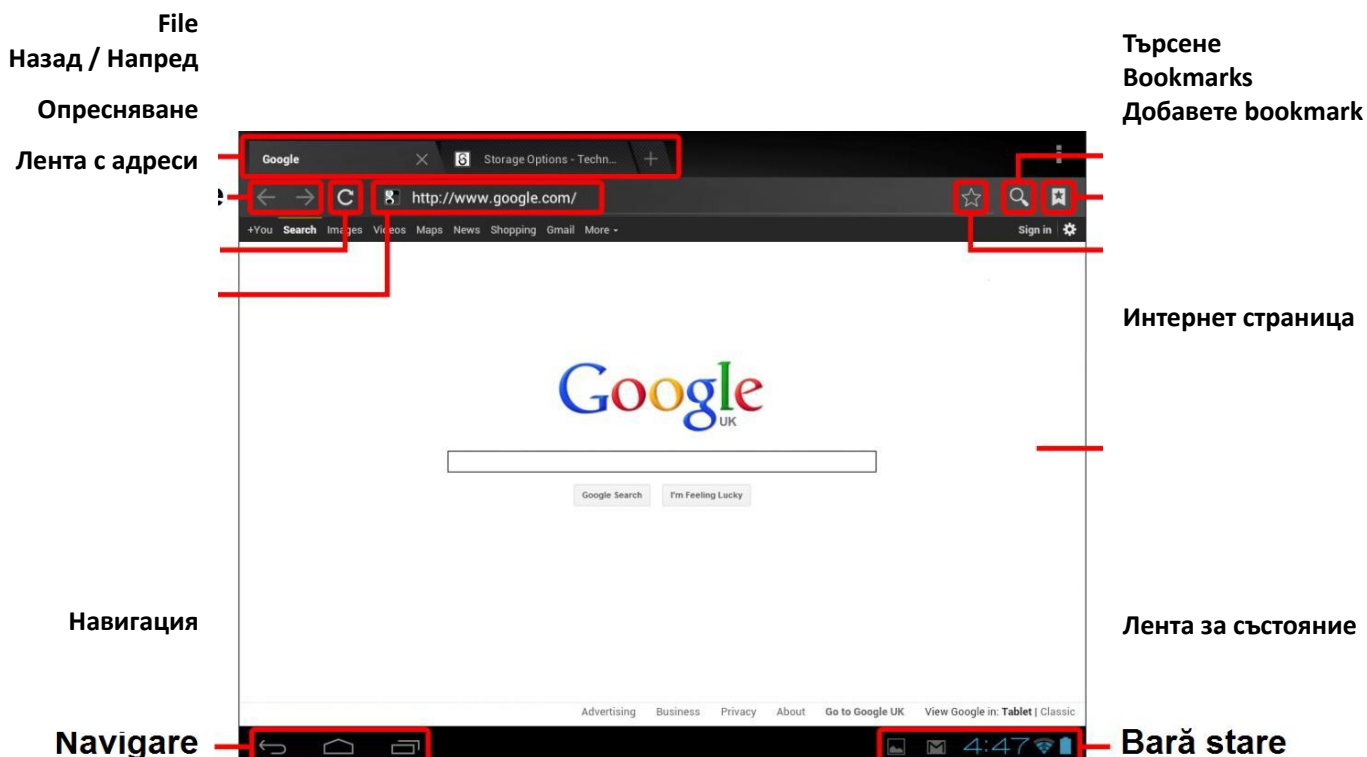 File
Назад / Напред
Опресняване
Лента с адреси
Търсене
Bookmarks
Добавете bookmark
Google
Storage Options - Techn...
http://www.google.com/
+You Search Images Videos Maps News Shopping Gmail More
Sign in
Интернет страница
Google
UK
Google Search I'm Feeling Lucky
Навигация
Лента за състояние
Advertising Business Privacy About Go to Google UK View Google in: Tablet | Classic
Navigare
4:47
Bară stare